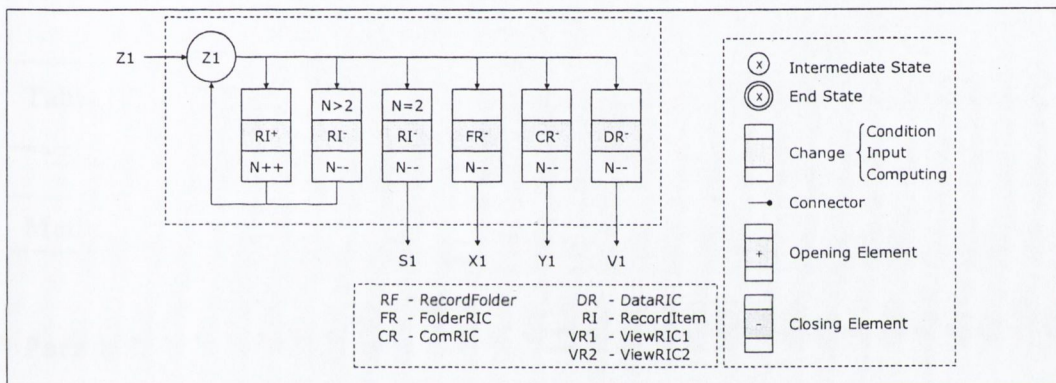 Z1
Z1
N>2
N=2
RI+
RI-
RI-
FR-
CR-
DR-
N++
N--
N--
N--
N--
N--
S1
X1
Y1
V1
RF - RecordFolder
FR - FolderRIC
CR - ComRIC
DR - DataRIC
RI - RecordItem
VR1 - ViewRIC1
VR2 - ViewRIC2
x Intermediate State
x End State
Change
Condition
Input
Computing
Connector
+
Opening Element
Closing Element